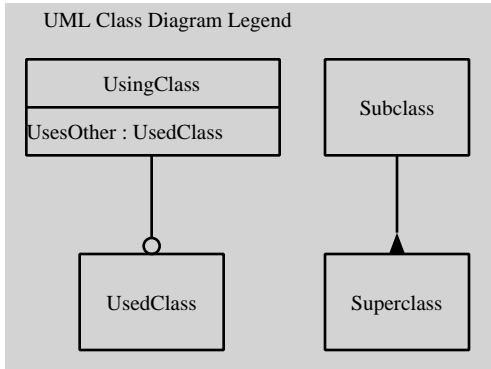 UML Class Diagram Legend
UsingClass
UsesOther : UsedClass
Subclass
UsedClass
Superclass